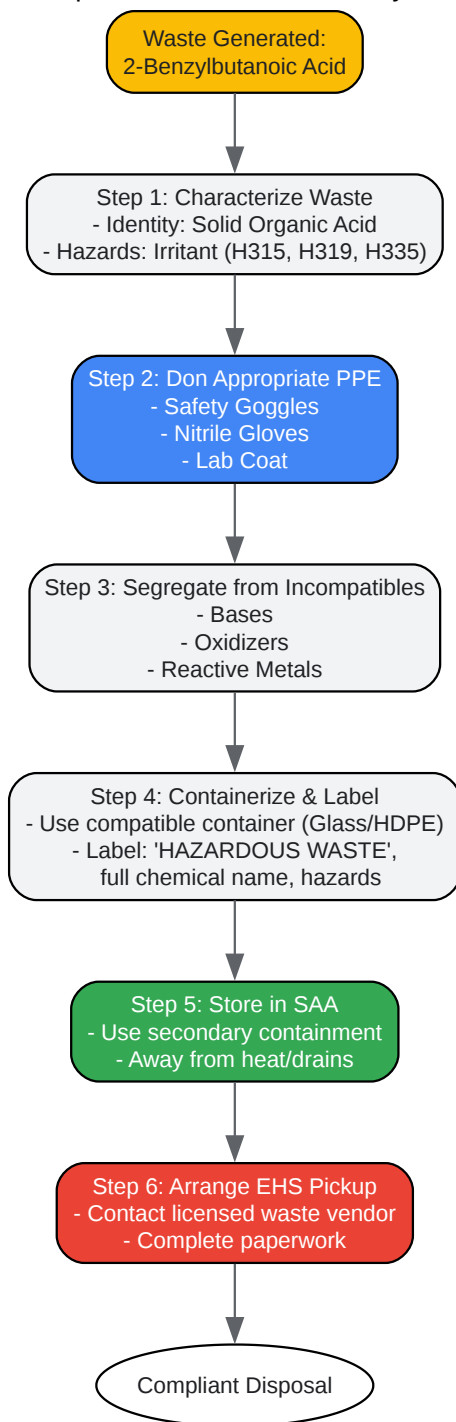 Waste Generated:
2-Benzylbutanoic Acid
Step 1: Characterize Waste
- Identity: Solid Organic Acid
- Hazards: Irritant (H315, H319, H335)
Step 2: Don Appropriate PPE
- Safety Goggles
- Nitrile Gloves
- Lab Coat
Step 3: Segregate from Incompatibles
- Bases
- Oxidizers
- Reactive Metals
Step 4: Containerize & Label
- Use compatible container (Glass/HDPE)
- Label: 'HAZARDOUS WASTE',
full chemical name, hazards
Step 5: Store in SAA
- Use secondary containment
- Away from heat/drains
Step 6: Arrange EHS Pickup
- Contact licensed waste vendor
- Complete paperwork
Compliant Disposal